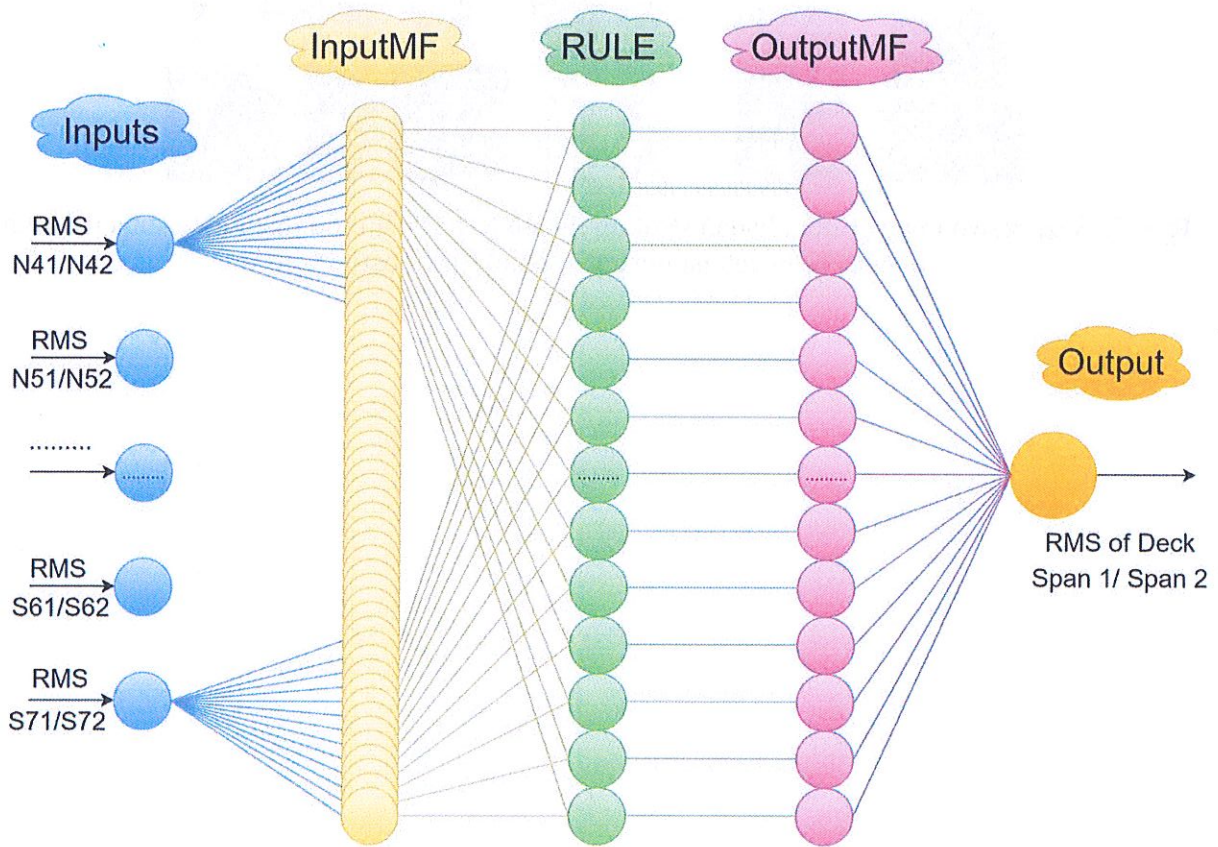 InputMF
RULE
OutputMF
Inputs
RMS
N41/N42
RMS
N51/N52
.........
.........
RMS
S61/S62
RMS
S71/S72
.........
.........
Output
RMS of Deck
Span 1/ Span 2